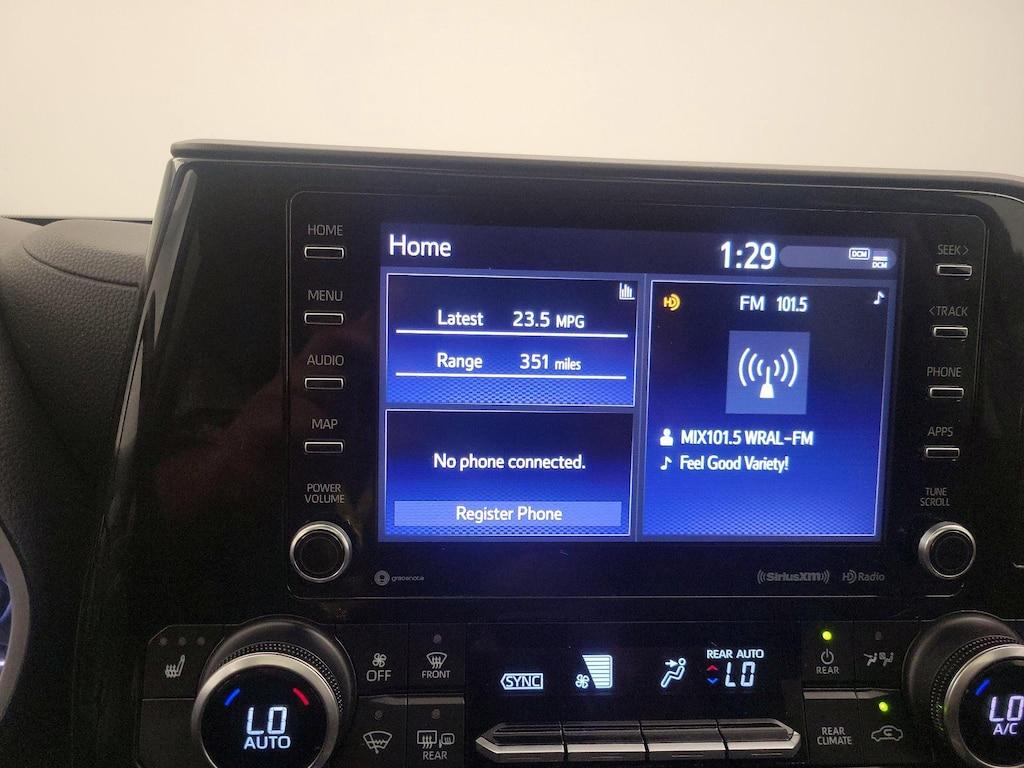 HOME
MENU
AUDIO
MAP
POWER
VOLUME
Home
1:29
DCM
DCM
Latest 23.5 MPG
Range 351 miles
No phone connected.
Register Phone
HD
FM 101.5
MIX101.5 WRAL-FM
Feel Good Variety!
SEEK>
<TRACK
PHONE
APPS
TUNE
SCROLL
gracenote
((SiriusXM))
HD Radio
LO
AUTO
OFF
FRONT
REAR
SYNC
REAR AUTO
LO
REAR
REAR
CLIMATE
LO
A/C